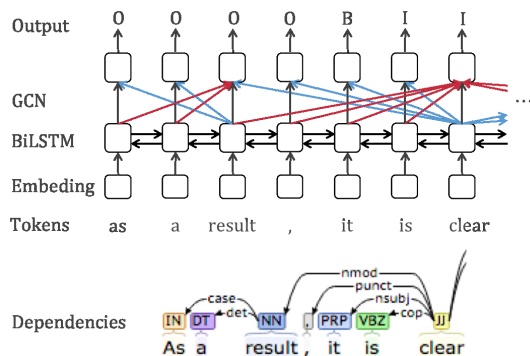 Output O O O O B I I
GCN
...
BiLSTM
Embeding
Tokens as a result , it is clear
nmod
punct
case nsubj
det cop
Dependencies IN DT NN , PRP VBZ JJ
As a result , it is clear